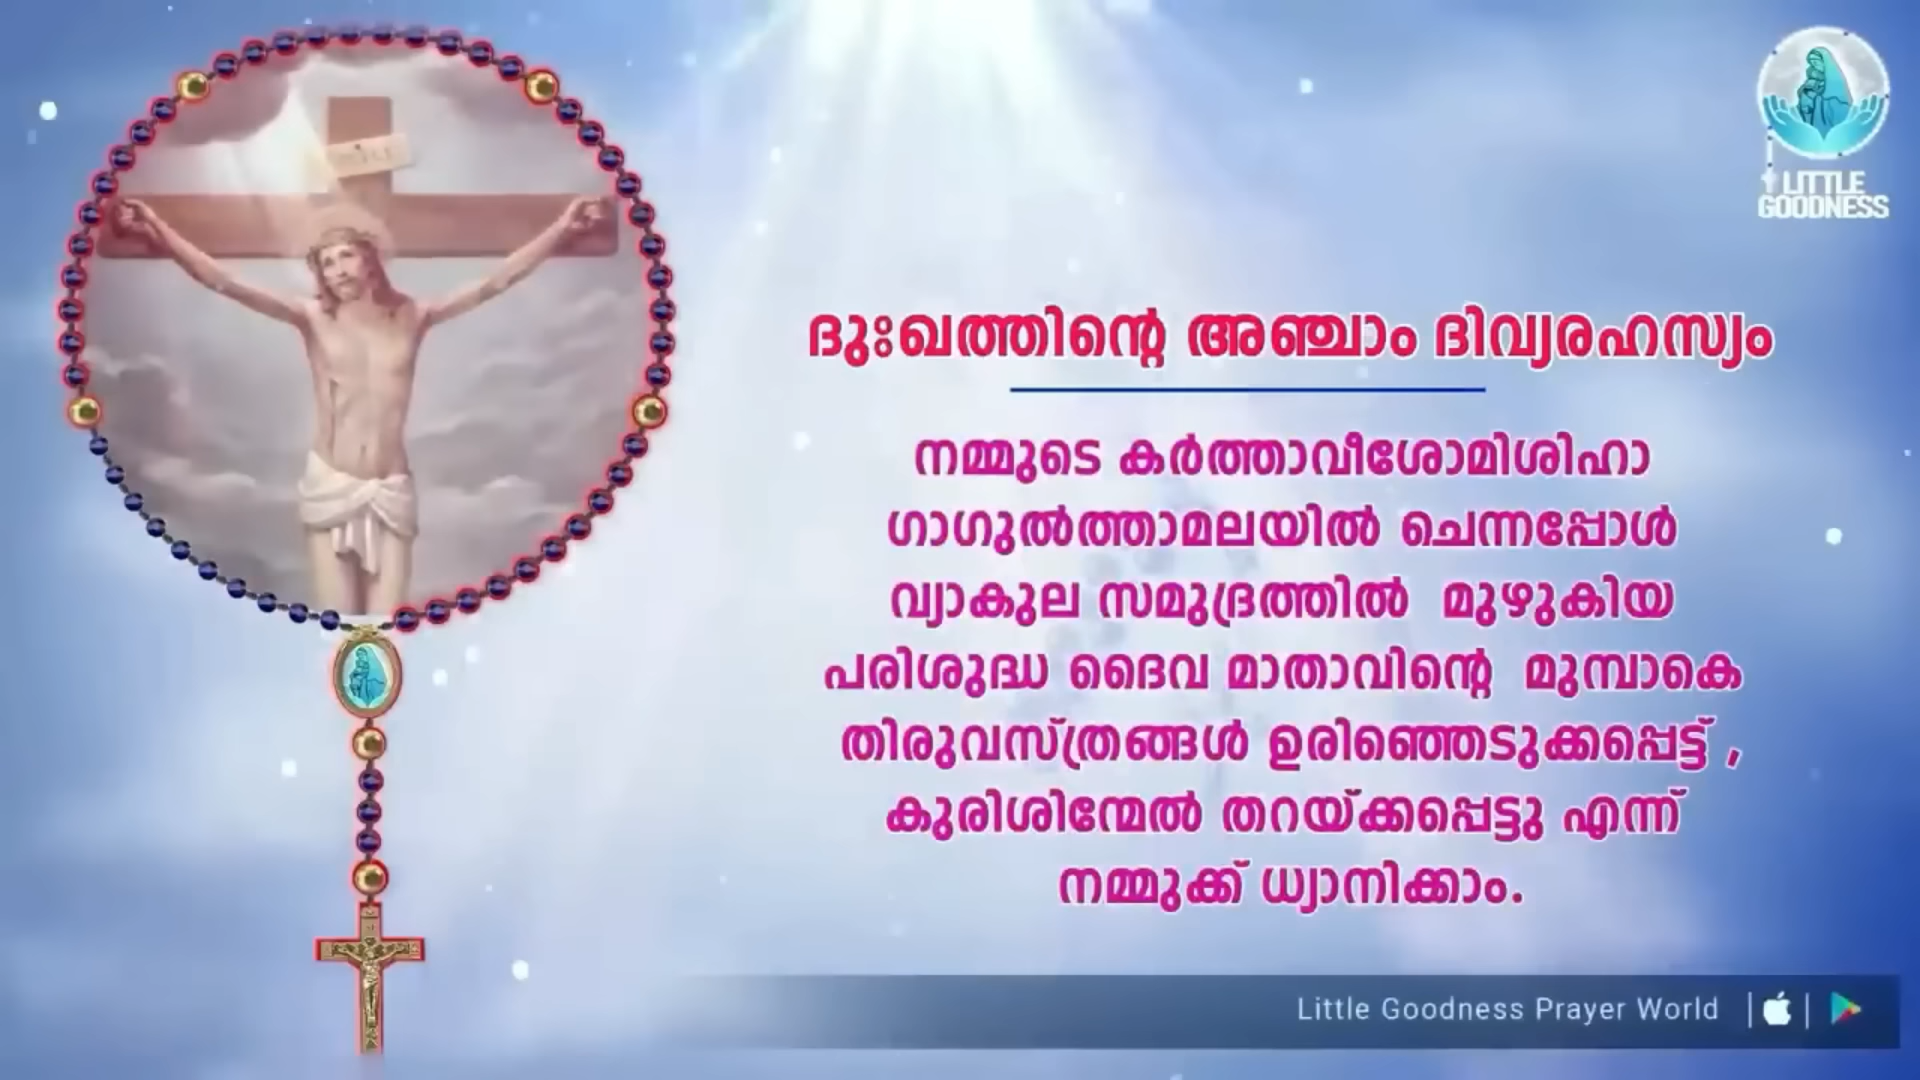 LITTLE
GOODNESS
ദുഃഖത്തിന്റെ അഞ്ചാം ദിവ്യരഹസ്യം
നമ്മുടെ കർത്താവീശോമിശിഹാ
ഗാഗുൽത്താമലയിൽ ചെന്നപ്പോൾ
വ്യാകുല സമുദ്രത്തിൽ മുഴുകിയ
പരിശുദ്ധ ദൈവ മാതാവിന്റെ മുമ്പാകെ
തിരുവസ്ത്രങ്ങൾ ഉരിഞ്ഞെടുക്കപ്പെട്ട് ,
കുരിശിന്മേൽ തറയ്ക്കപ്പെട്ടു എന്ന്
നമ്മുക്ക് ധ്യാനിക്കാം.
Little Goodness Prayer World